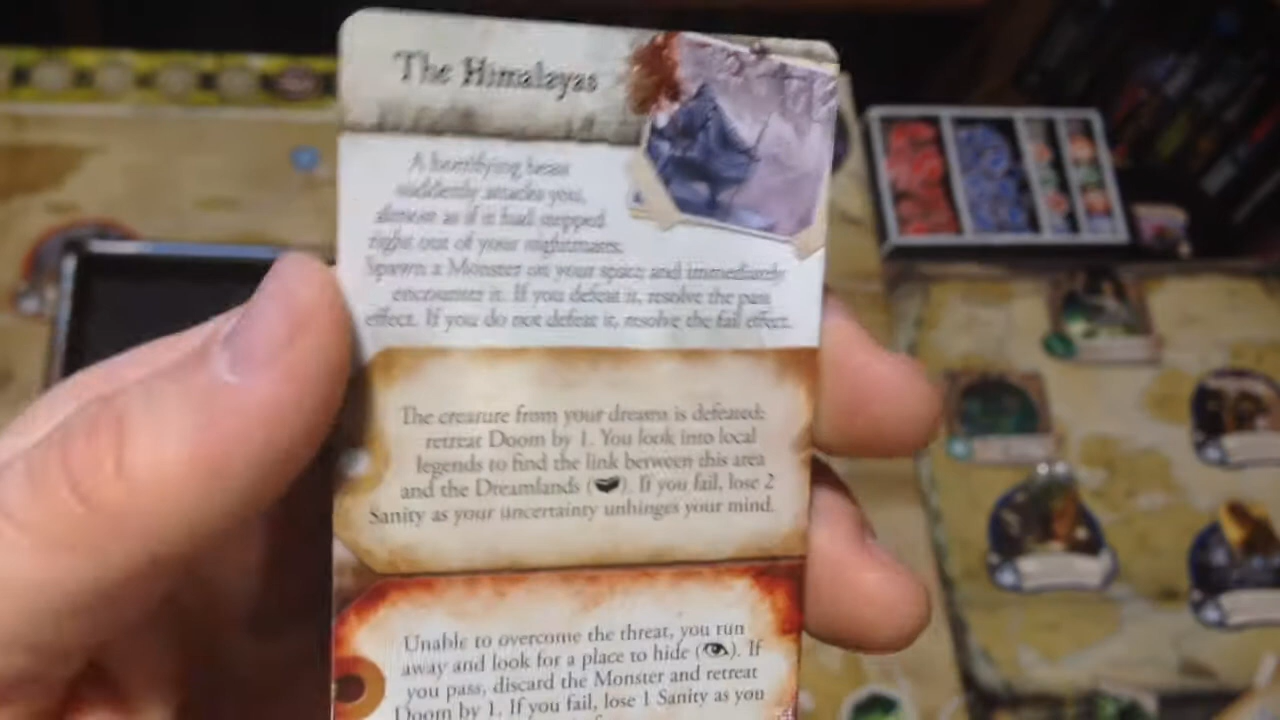 The Himalayas
A horrifying beast
suddenly attacks you,
almost as if it had stepped
right out of your nightmares.
Spawn a Monster on your space and immediately
encounter it. If you defeat it, resolve the pass
effect. If you do not defeat it, resolve the fail effect.
The creature from your dreams is defeated;
retreat Doom by 1. You look into local
legends to find the link between this area
and the Dreamlands (). If you fail, lose 2
Sanity as your uncertainty unhinges your mind.
Unable to overcome the threat, you run
away and look for a place to hide (). If
you pass, discard the Monster and retreat
Doom by 1. If you fail, lose 1 Sanity as you